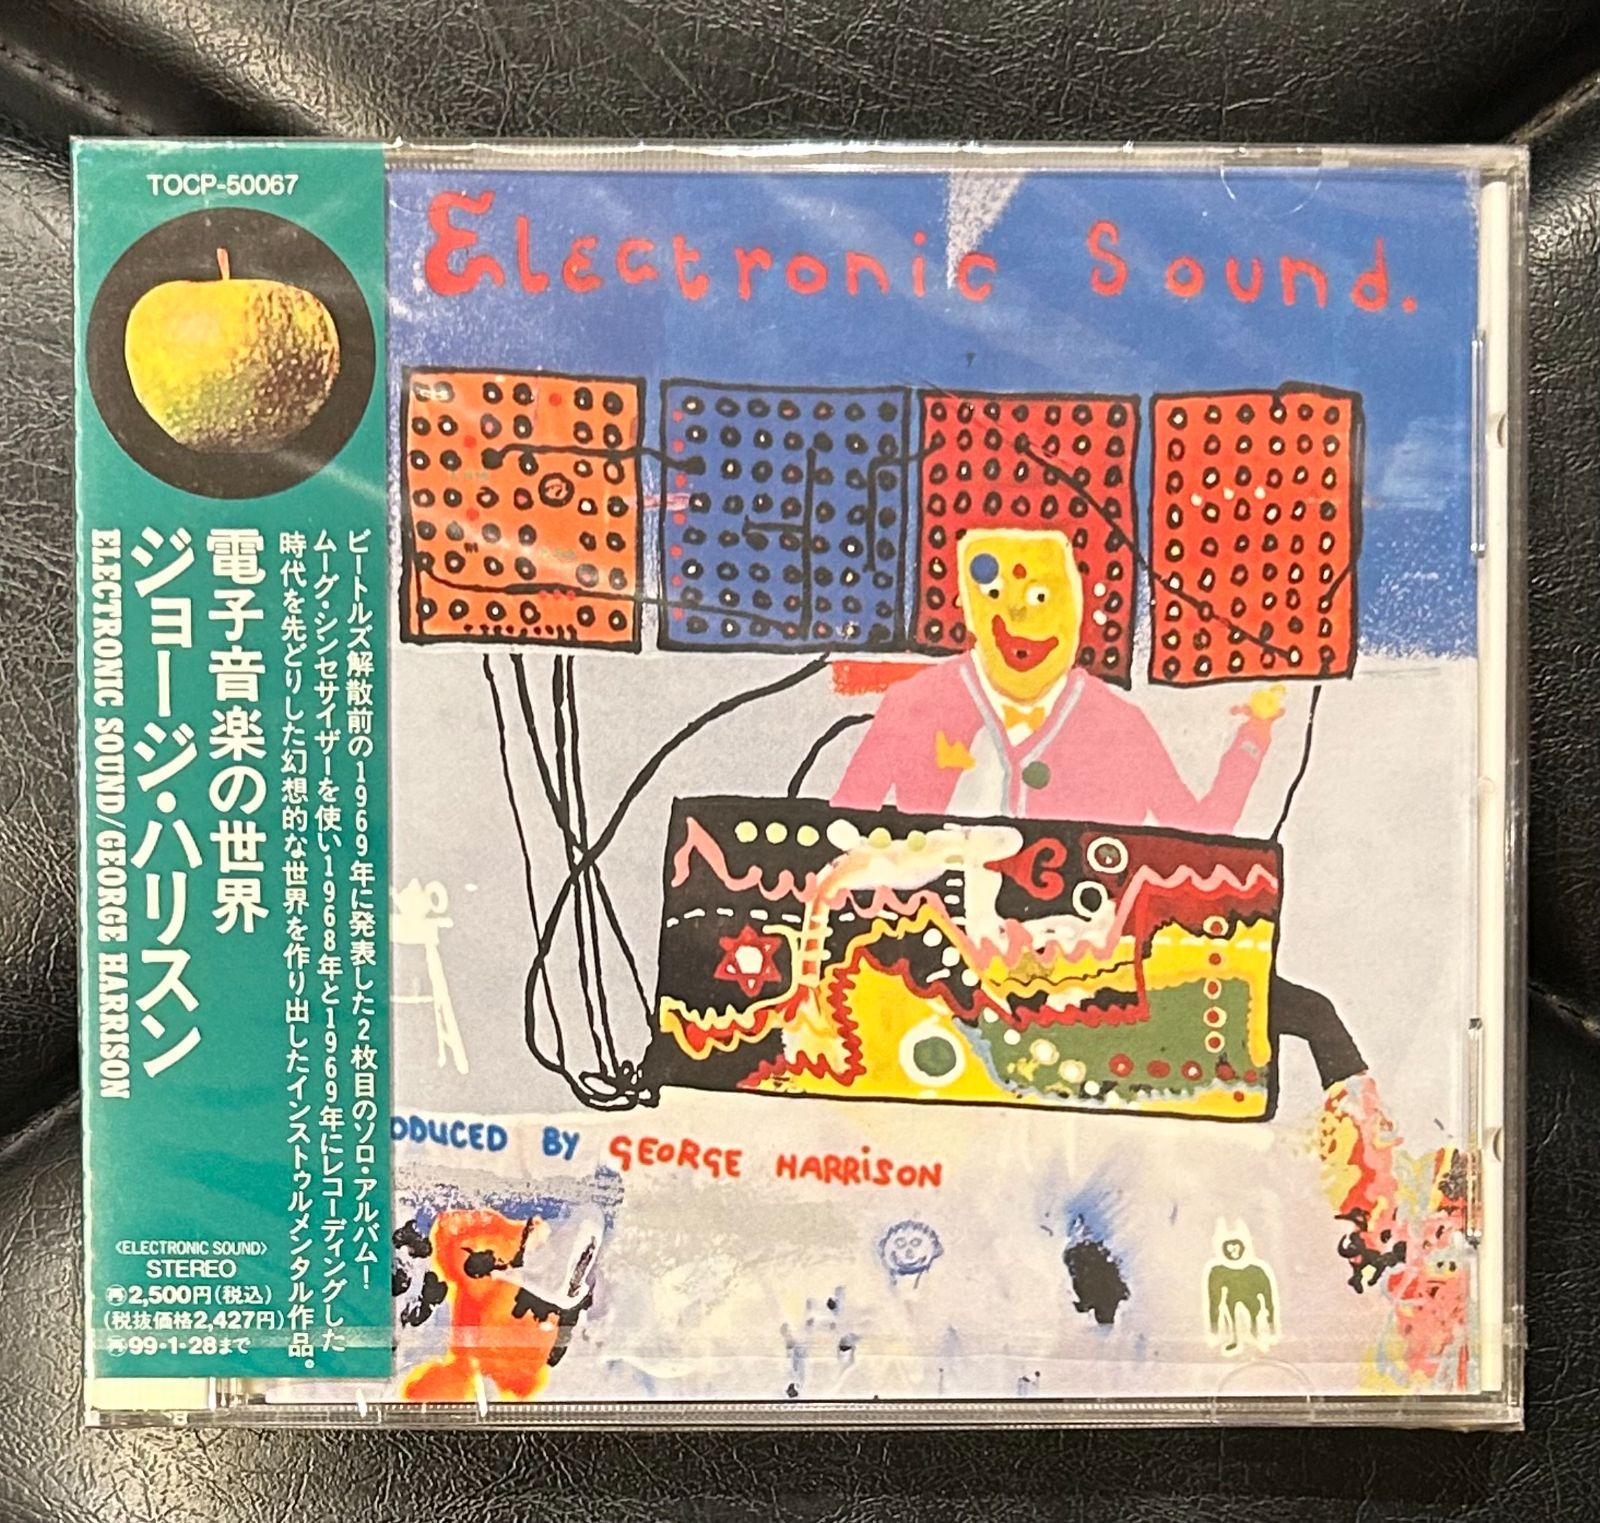 TOCP-50067
ビートルズ解散前の1969年に発表した2枚目のソロ・アルバム!
ムーグ・シンセサイザーを使い1968年と1969年にレコーディングした
時代を先どりした幻想的な世界を作り出したインストゥルメンタル作品。
電子音楽の世界
ジョージ・ハリスン
ELECTRONIC SOUND/GEORGE HARRISON
〈ELECTRONIC SOUND〉
STEREO
再2,500円(税込)
(税抜価格2,427円)
再99・1・28まで
Electronic Sound.
ODUCED BY GEORGE HARRISON